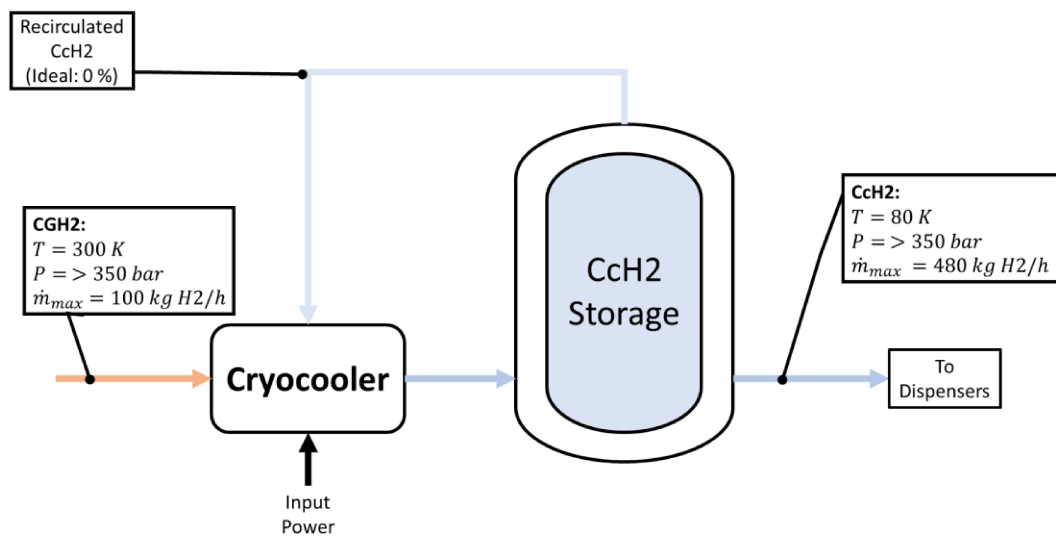 Recirculated
CcH2
(Ideal: 0 %)
CGH2:
T = 300 K
P = > 350 bar
ṁmax = 100 kg H2/h
Cryocooler
Input
Power
CcH2
Storage
CcH2:
T = 80 K
P = > 350 bar
ṁmax = 480 kg H2/h
To
Dispensers